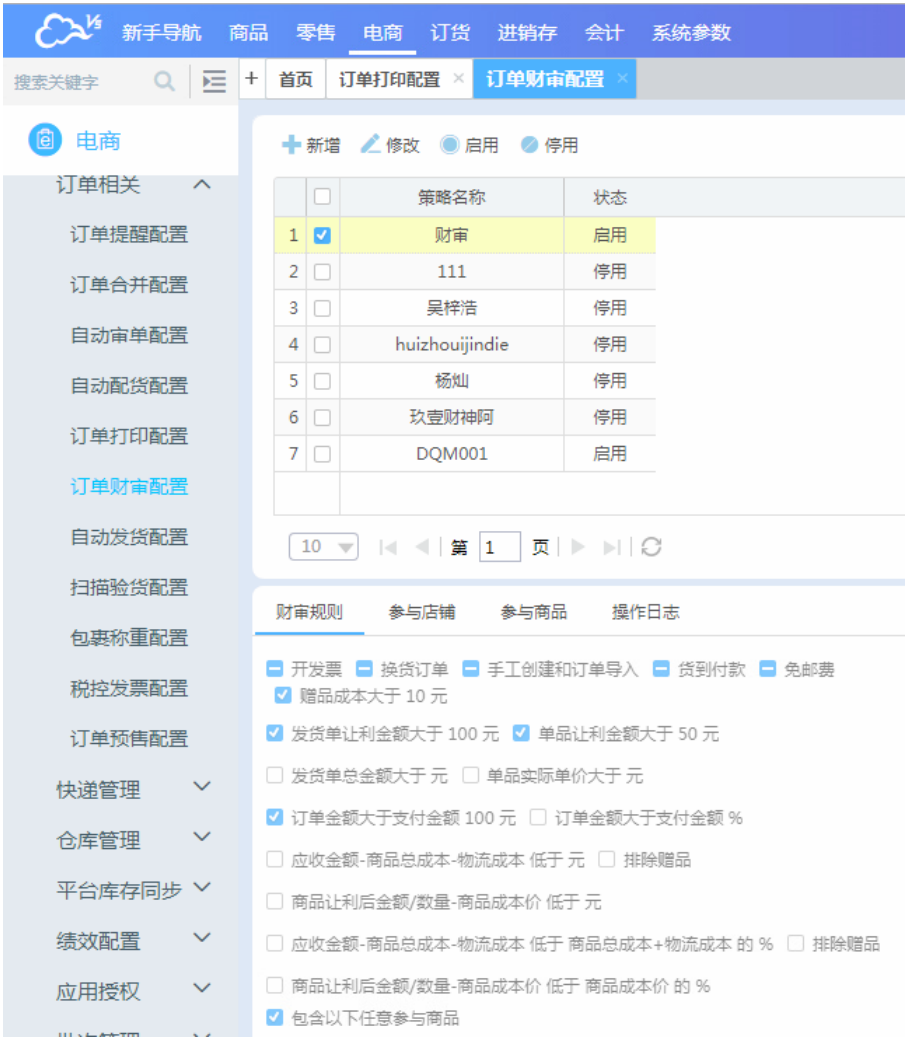 V5 新手导航 商品 零售 电商 订货 进销存 会计 系统参数
搜索关键字
+ 首页 订单打印配置 × 订单财审配置 ×
电商
订单相关
订单提醒配置
订单合并配置
自动审单配置
自动配货配置
订单打印配置
订单财审配置
自动发货配置
扫描验货配置
包裹称重配置
税控发票配置
订单预售配置
快递管理
仓库管理
平台库存同步
绩效配置
应用授权
新增 修改 启用 停用
策略名称 状态
1 财审 启用
2 111 停用
3 吴梓浩 停用
4 huizhouijindie 停用
5 杨灿 停用
6 玖壹财神阿 停用
7 DQM001 启用
10 第 1 页
财审规则 参与店铺 参与商品 操作日志
开发票 换货订单 手工创建和订单导入 货到付款 免邮费
赠品成本大于 10 元
发货单让利金额大于 100 元 单品让利金额大于 50 元
发货单总金额大于 元 单品实际单价大于 元
订单金额大于支付金额 100 元 订单金额大于支付金额 %
应收金额-商品总成本-物流成本 低于 元 排除赠品
商品让利后金额/数量-商品成本价 低于 元
应收金额-商品总成本-物流成本 低于 商品总成本+物流成本 的 % 排除赠品
商品让利后金额/数量-商品成本价 低于 商品成本价 的 %
包含以下任意参与商品